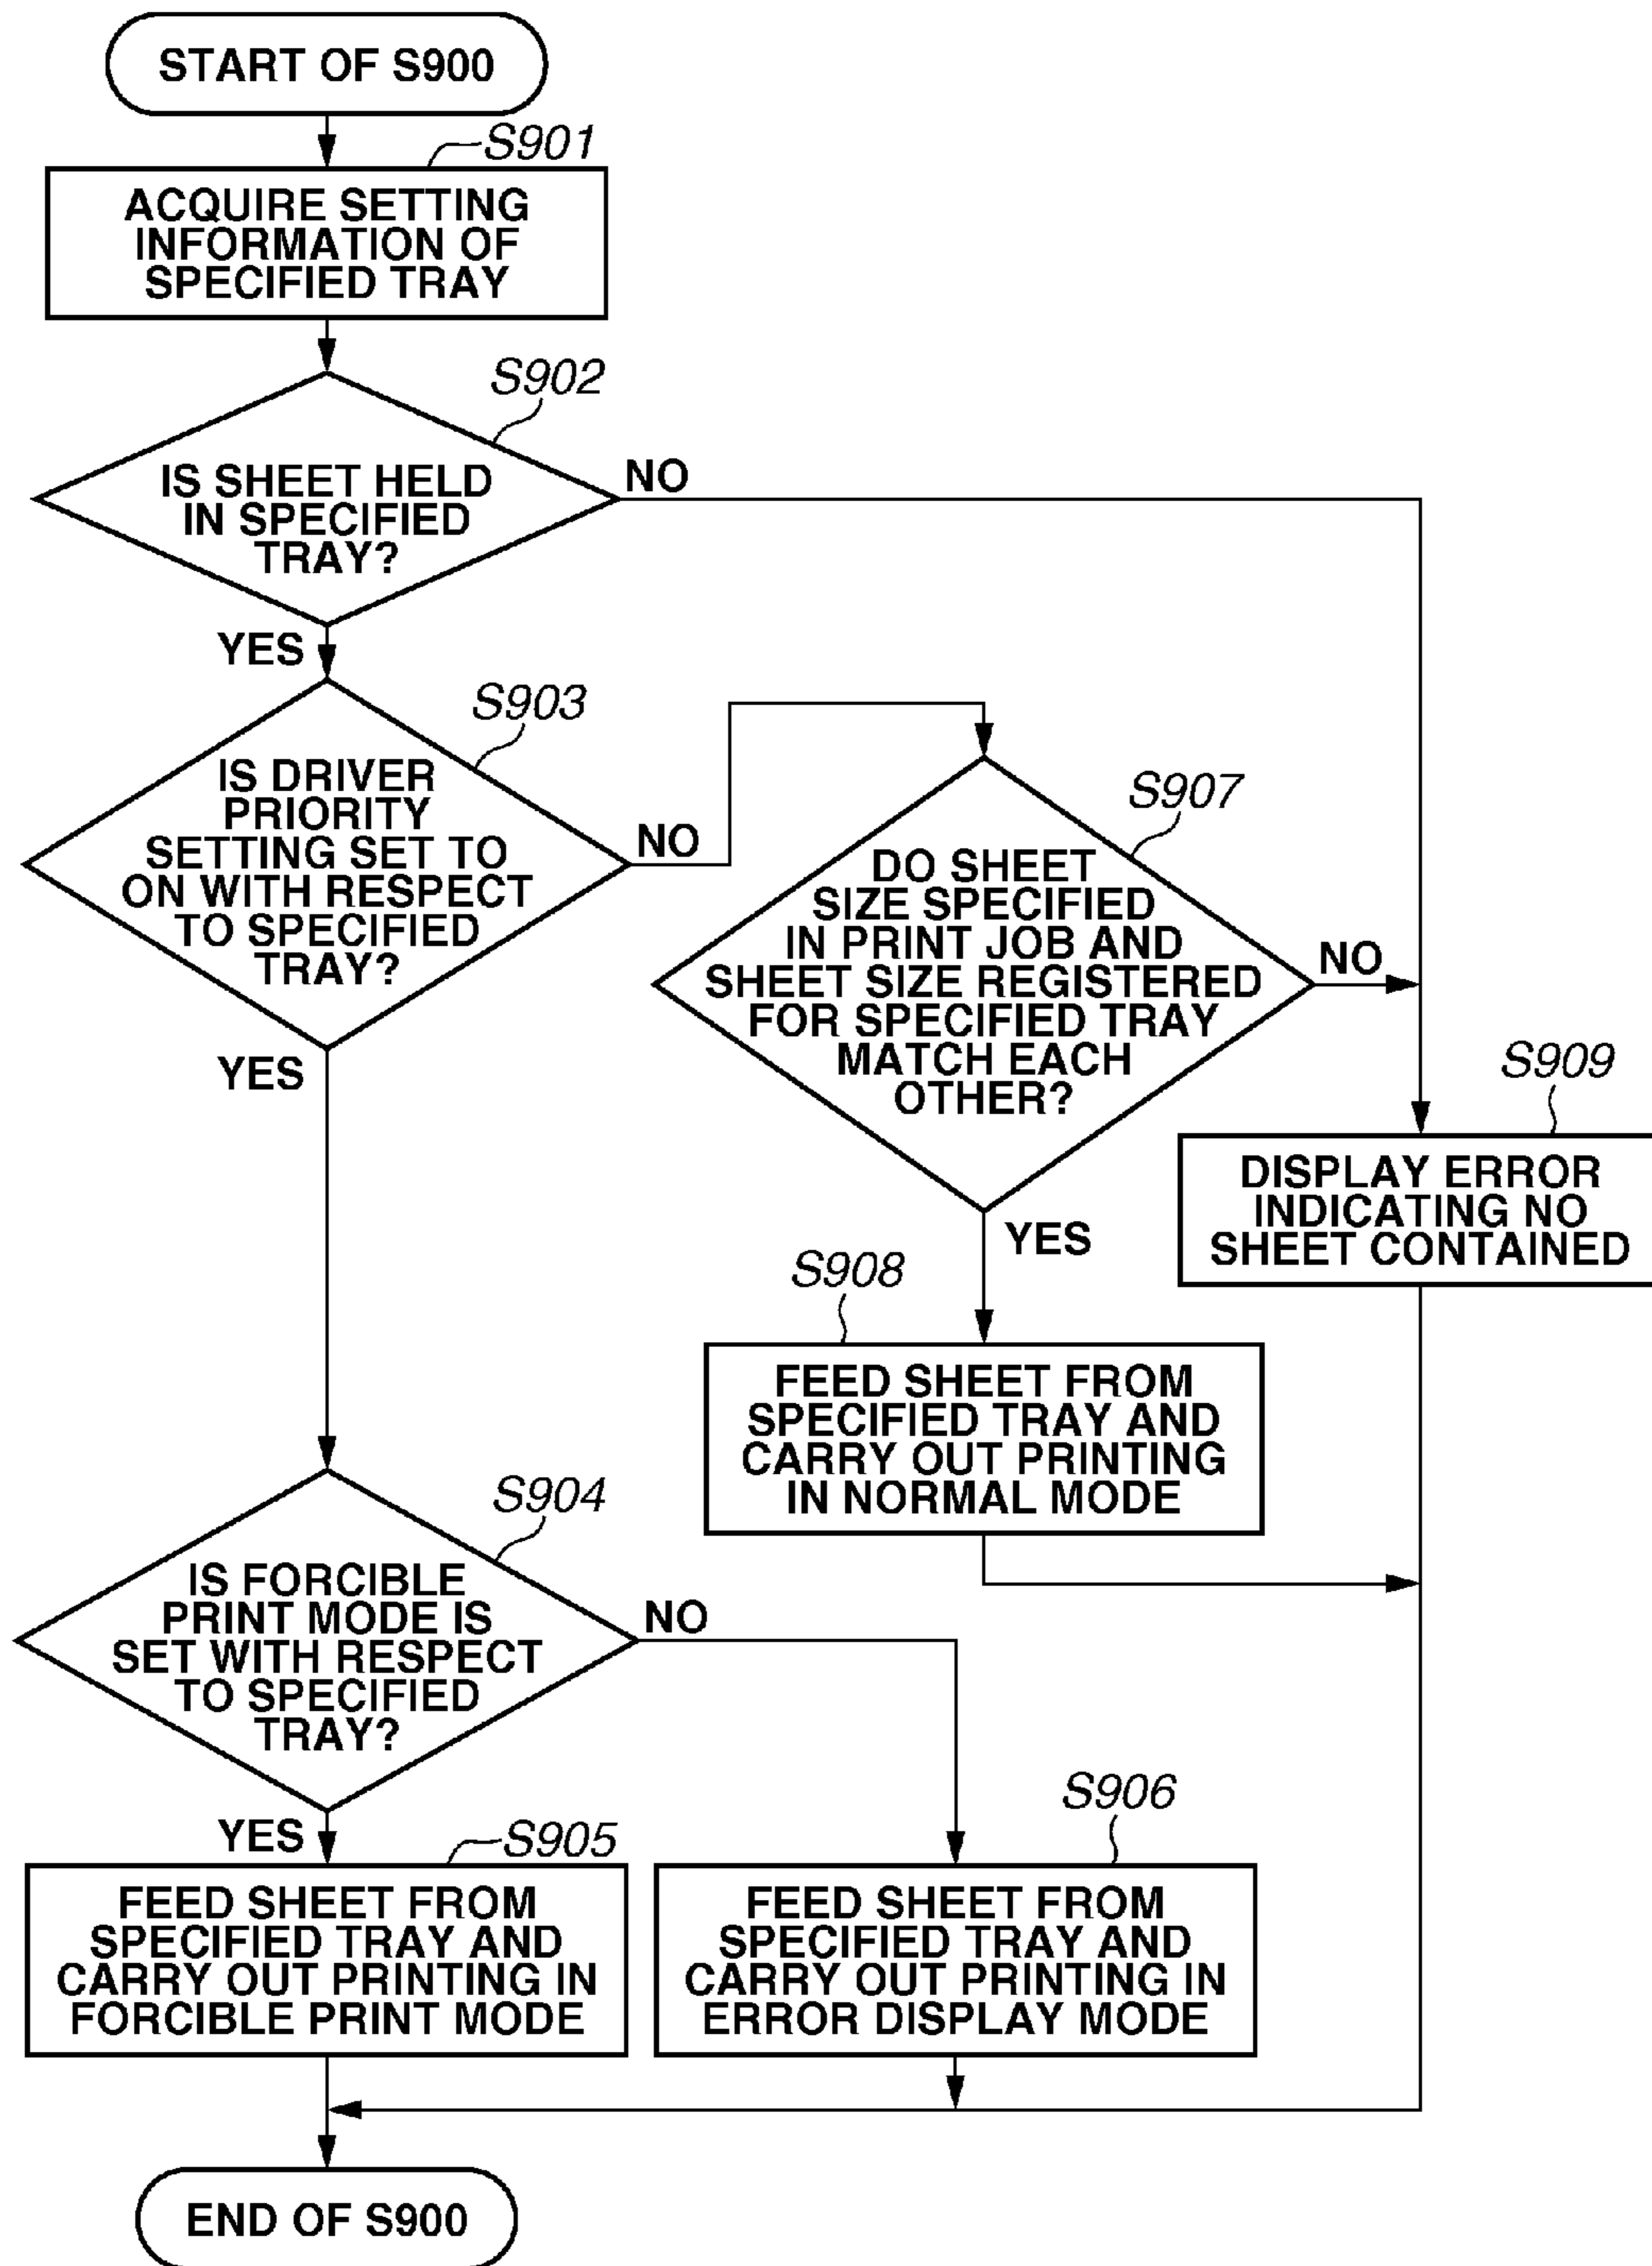 START OF S900
S901
ACQUIRE SETTING
INFORMATION OF
SPECIFIED TRAY
S902
IS SHEET HELD
IN SPECIFIED
TRAY?
NO
YES
S903
IS DRIVER
PRIORITY
SETTING SET TO
ON WITH RESPECT
TO SPECIFIED
TRAY?
NO
YES
S907
DO SHEET
SIZE SPECIFIED
IN PRINT JOB AND
SHEET SIZE REGISTERED
FOR SPECIFIED TRAY
MATCH EACH
OTHER?
NO
YES
S909
DISPLAY ERROR
INDICATING NO
SHEET CONTAINED
S908
FEED SHEET FROM
SPECIFIED TRAY AND
CARRY OUT PRINTING
IN NORMAL MODE
S904
IS FORCIBLE
PRINT MODE IS
SET WITH RESPECT
TO SPECIFIED
TRAY?
NO
YES
S905
FEED SHEET FROM
SPECIFIED TRAY AND
CARRY OUT PRINTING IN
FORCIBLE PRINT MODE
S906
FEED SHEET FROM
SPECIFIED TRAY AND
CARRY OUT PRINTING IN
ERROR DISPLAY MODE
END OF S900